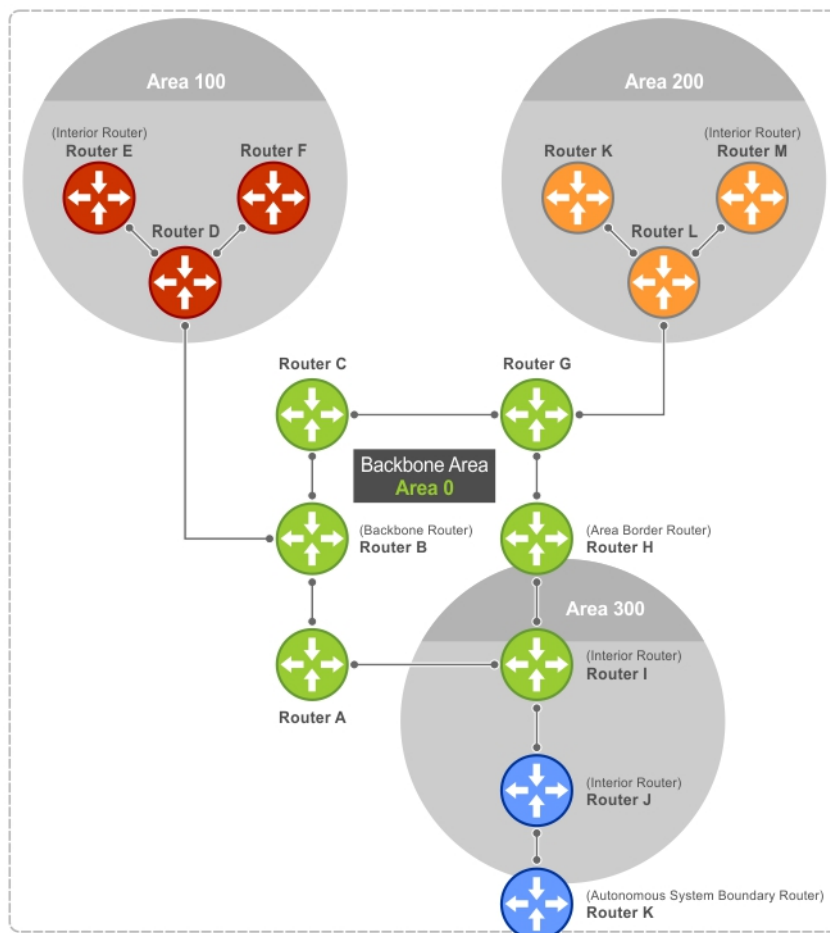 Area 100
Area 200
(Interior Router)
Router E
Router F
Router K
(Interior Router)
Router M
Router D
Router L
Router C
Router G
Backbone Area
Area 0
(Backbone Router)
Router B
(Area Border Router)
Router H
Area 300
(Interior Router)
Router I
Router A
(Interior Router)
Router J
(Autonomous System Boundary Router)
Router K